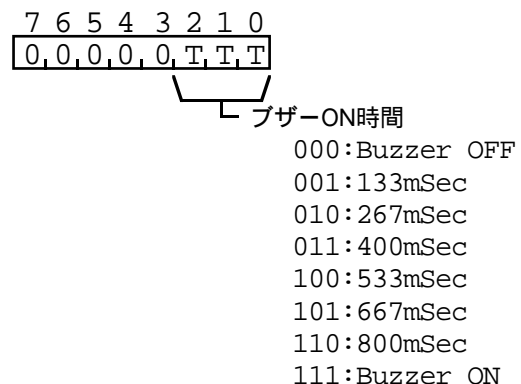 7 6 5 4 3 2 1 0
0 0 0 0 0 T T T
ブザーON時間
000:Buzzer OFF
001:133mSec
010:267mSec
011:400mSec
100:533mSec
101:667mSec
110:800mSec
111:Buzzer ON